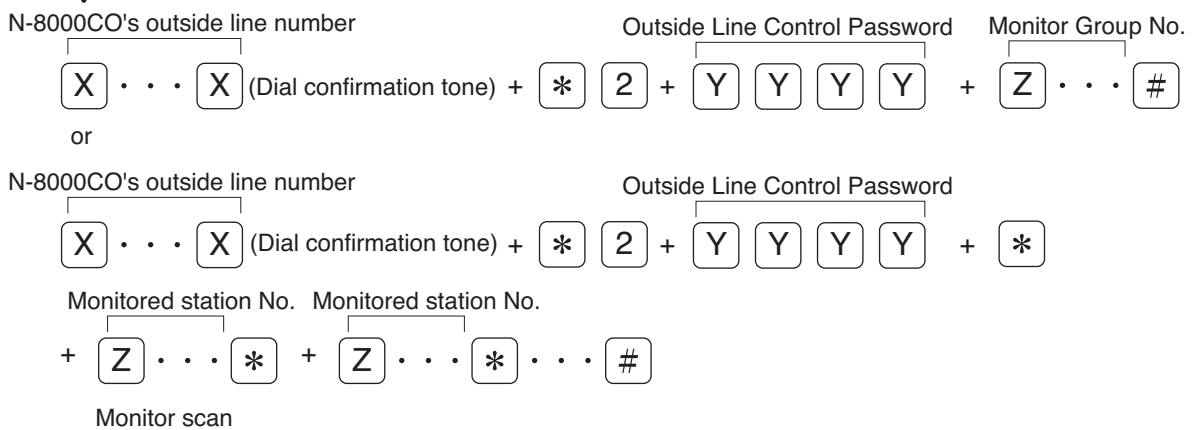 N-8000CO's outside line number Outside Line Control Password Monitor Group No.
X · · · X (Dial confirmation tone) + * 2 + Y Y Y Y + Z · · · #
or
N-8000CO's outside line number Outside Line Control Password
X · · · X (Dial confirmation tone) + * 2 + Y Y Y Y + *
Monitored station No. Monitored station No.
+ Z · · · * + Z · · · * · · · #
Monitor scan